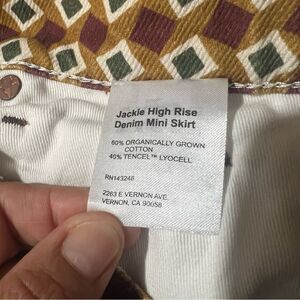 Jackie High Rise
Denim Mini Skirt
60% ORGANICALLY GROWN
COTTON
40% TENCEL™ LYOCELL
RN143248
2263 E VERNON AVE.
VERNON, CA 90058